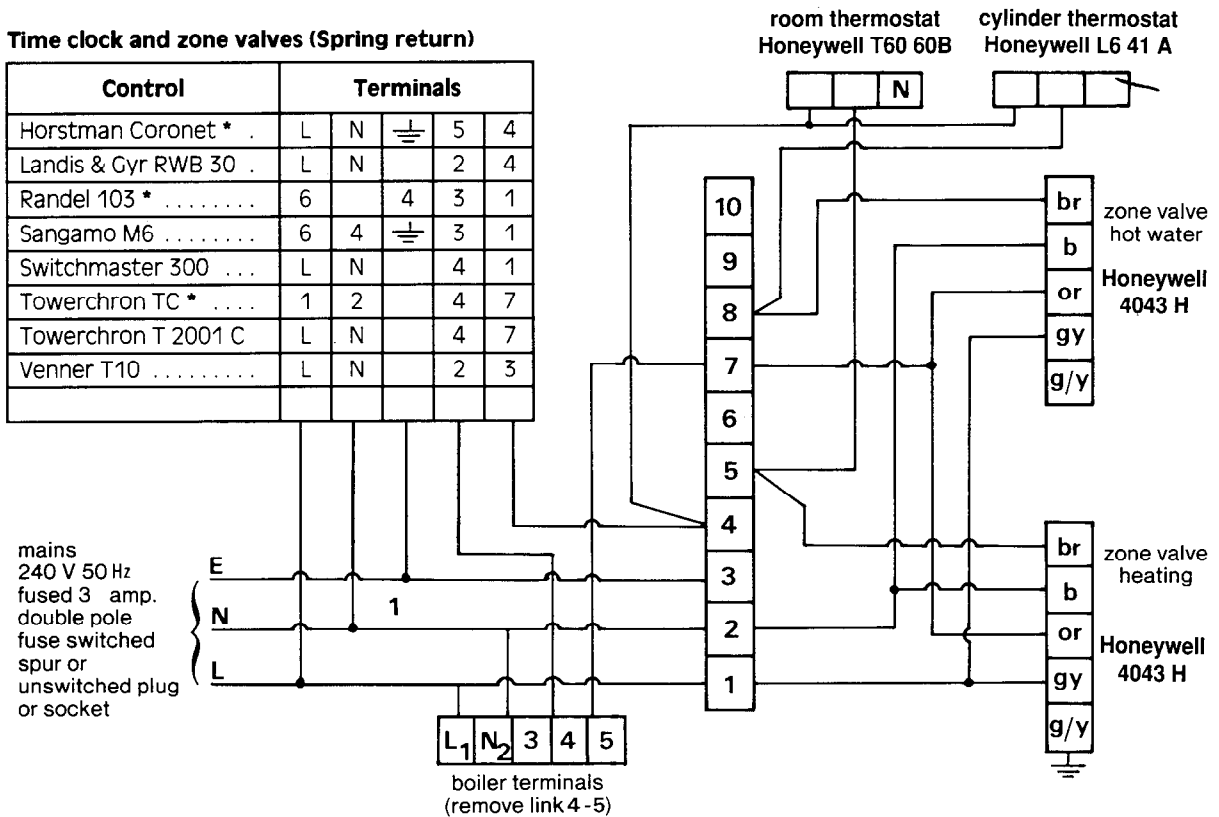 room thermostat
Honeywell T60 60B
cylinder thermostat
Honeywell L6 41 A
Time clock and zone valves (Spring return)
Control Terminals
Horstman Coronet * . L N 5 4
Landis & Gyr RWB 30 . L N 2 4
Randel 103 * ........ 6 4 3 1
Sangamo M6 ........ 6 4 3 1
Switchmaster 300 ... L N 4 1
Towerchron TC * .... 1 2 4 7
Towerchron T 2001 C L N 4 7
Venner T10 ......... L N 2 3
N
10
9
8
7
6
5
4
3
2
1
br
b
or
gy
g/y
zone valve
hot water
Honeywell
4043 H
br
b
or
gy
g/y
zone valve
heating
Honeywell
4043 H
mains
240 V 50 Hz
fused 3 amp.
double pole
fuse switched
spur or
unswitched plug
or socket
E
N
L
1
L1 N2 3 4 5
boiler terminals
(remove link 4-5)